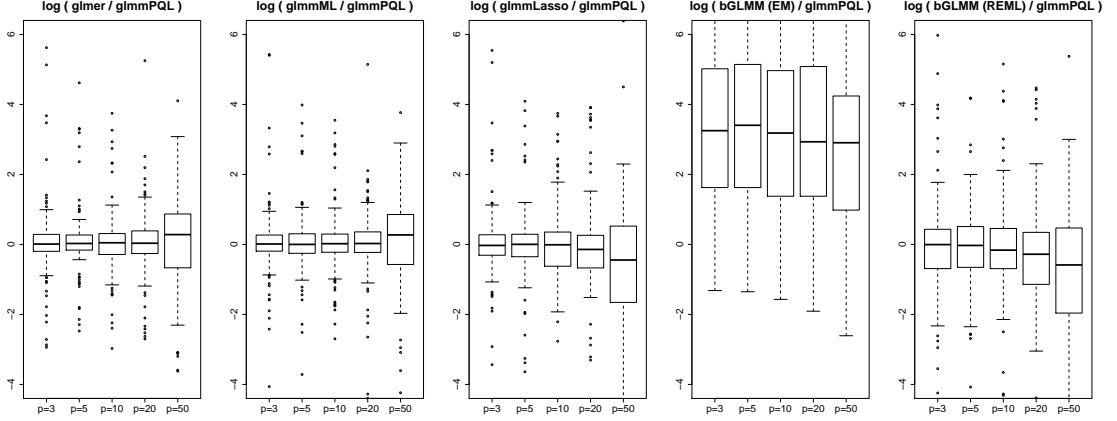 log ( glmer / glmmPQL )
log ( glmmML / glmmPQL )
log ( glmmLasso / glmmPQL )
log ( bGLMM (EM) / glmmPQL )
log ( bGLMM (REML) / glmmPQL )
6 4 2 0 −2 −4
6 4 2 0 −2 −4
6 4 2 0 −2 −4
6 4 2 0 −2 −4
6 4 2 0 −2 −4
p=3 p=5 p=10 p=20 p=50
p=3 p=5 p=10 p=20 p=50
p=3 p=5 p=10 p=20 p=50
p=3 p=5 p=10 p=20 p=50
p=3 p=5 p=10 p=20 p=50